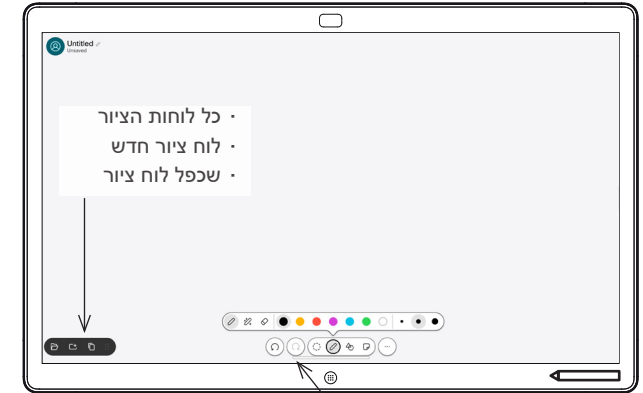 Untitled
Unsaved
· כל לוחות הציור
· לוח ציור חדש
· שכפל לוח ציור